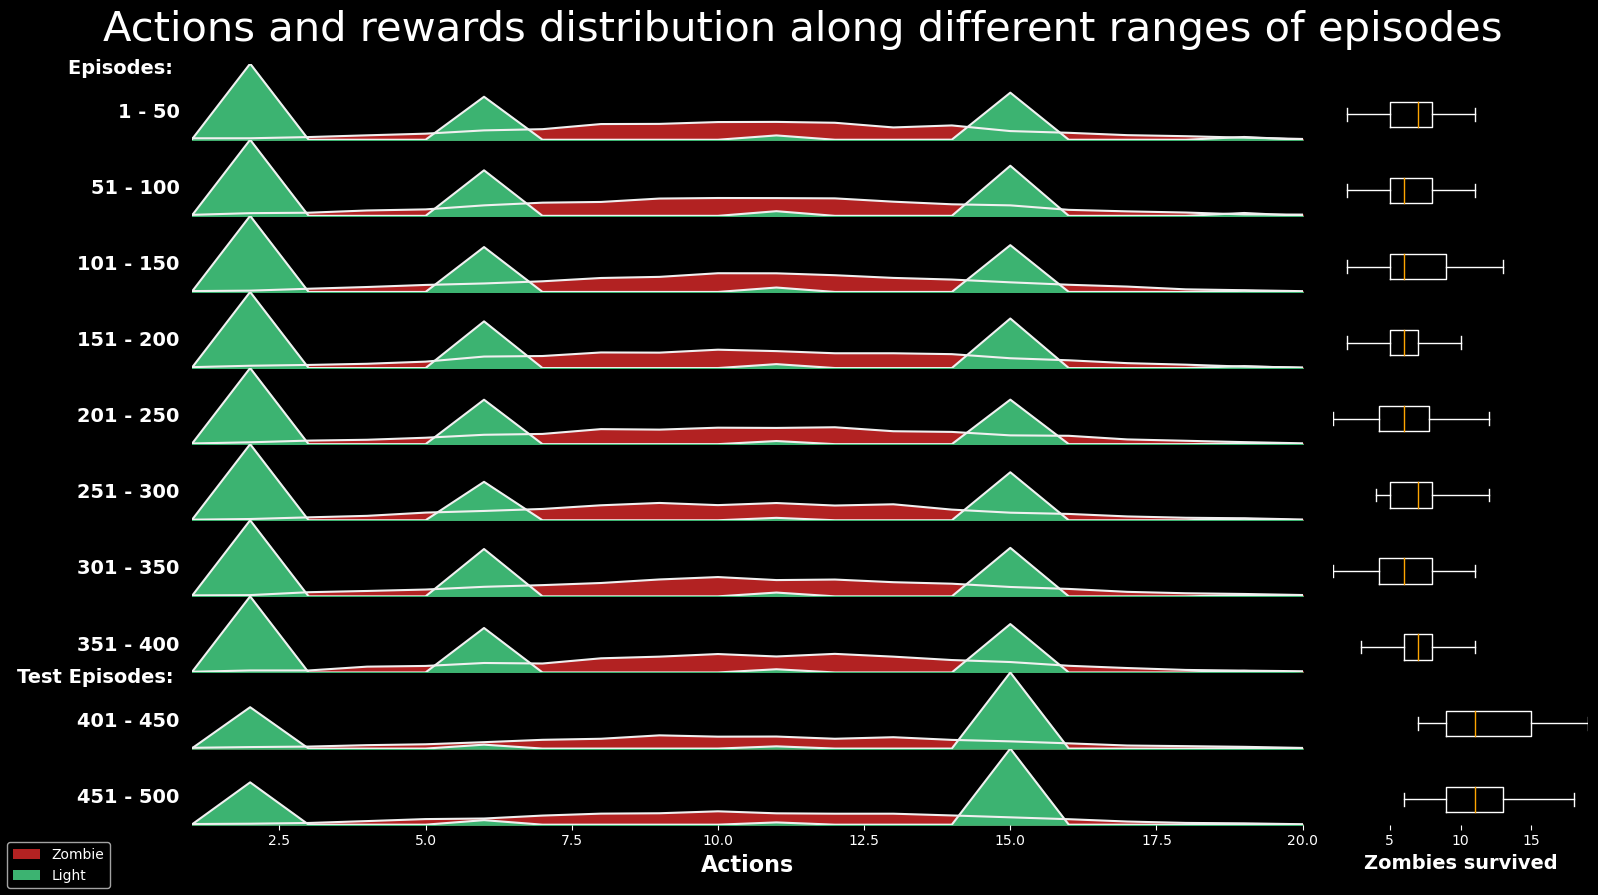 Actions and rewards distribution along different ranges of episodes
Episodes:
1 - 50
51 - 100
101 - 150
151 - 200
201 - 250
251 - 300
301 - 350
351 - 400
Test Episodes:
401 - 450
451 - 500
2.5 5.0 7.5 10.0 12.5 15.0 17.5 20.0
Actions
5 10 15
Zombies survived
Zombie
Light